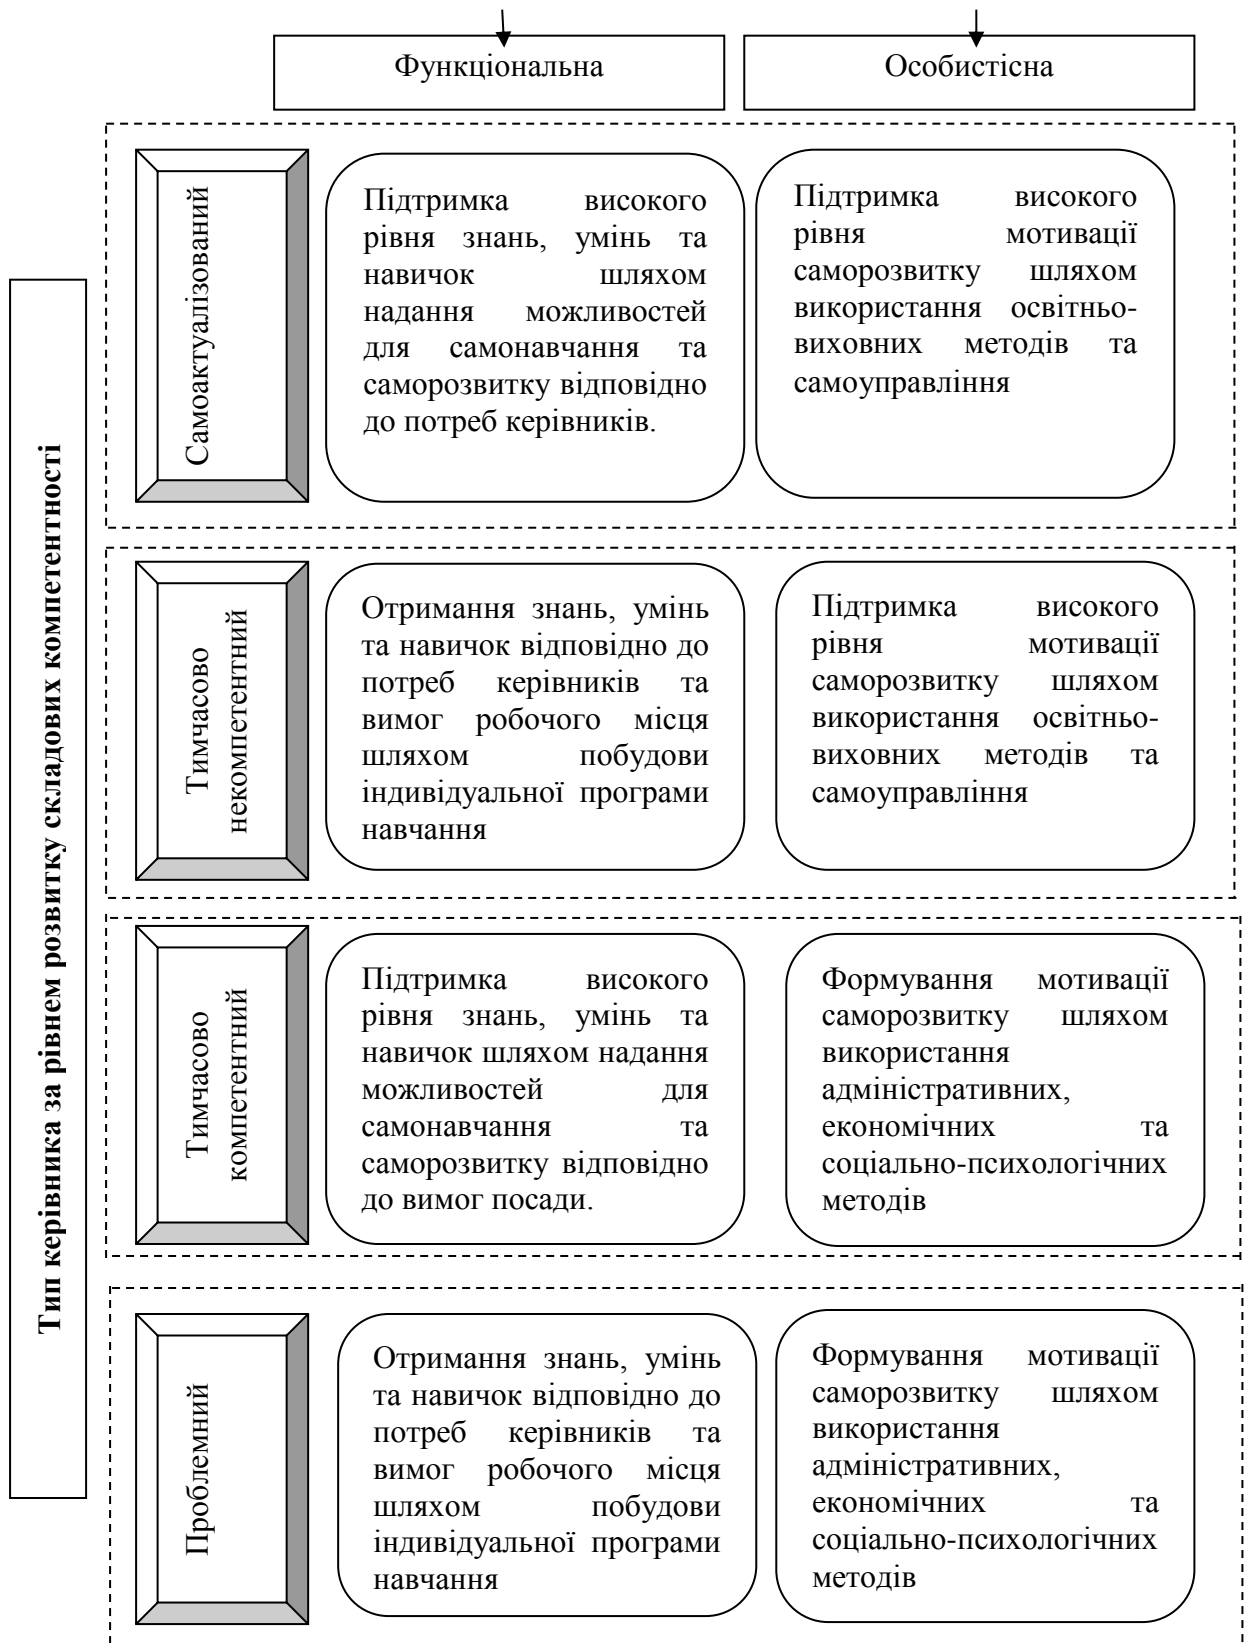 Функціональна
Особистісна
Тип керівника за рівнем розвитку складових компетентності
Самоактуалізований
Підтримка високого
рівня знань, умінь та
навичок шляхом
надання можливостей
для самонавчання та
саморозвитку відповідно
до потреб керівників.
Підтримка високого
рівня мотивації
саморозвитку шляхом
використання освітньо-
виховних методів та
самоуправління
Тимчасово
некомпетентний
Отримання знань, умінь
та навичок відповідно до
потреб керівників та
вимог робочого місця
шляхом побудови
індивідуальної програми
навчання
Підтримка високого
рівня мотивації
саморозвитку шляхом
використання освітньо-
виховних методів та
самоуправління
Тимчасово
компетентний
Підтримка високого
рівня знань, умінь та
навичок шляхом надання
можливостей для
самонавчання та
саморозвитку відповідно
до вимог посади.
Формування мотивації
саморозвитку шляхом
використання
адміністративних,
економічних та
соціально-психологічних
методів
Проблемний
Отримання знань, умінь
та навичок відповідно до
потреб керівників та
вимог робочого місця
шляхом побудови
індивідуальної програми
навчання
Формування мотивації
саморозвитку шляхом
використання
адміністративних,
економічних та
соціально-психологічних
методів